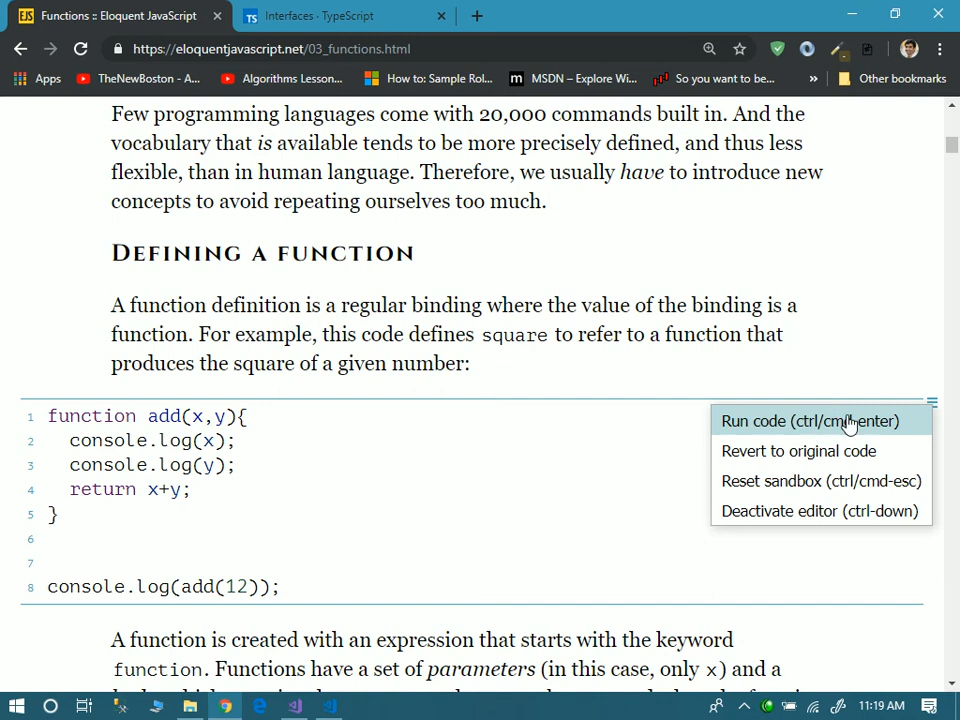 Functions :: Eloquent JavaScript
Interfaces · TypeScript
https://eloquentjavascript.net/03_functions.html
Apps
TheNewBoston - A...
Algorithms Lesson...
How to: Sample Rol...
MSDN – Explore Wi...
So you want to be...
»
Other bookmarks
Few programming languages come with 20,000 commands built in. And the
vocabulary that is available tends to be more precisely defined, and thus less
flexible, than in human language. Therefore, we usually have to introduce new
concepts to avoid repeating ourselves too much.
DEFINING A FUNCTION
A function definition is a regular binding where the value of the binding is a
function. For example, this code defines square to refer to a function that
produces the square of a given number:
1 function add(x,y){
2 console.log(x);
3 console.log(y);
4 return x+y;
5 }
6
7
8 console.log(add(12));
Run code (ctrl/cmd-enter)
Revert to original code
Reset sandbox (ctrl/cmd-esc)
Deactivate editor (ctrl-down)
A function is created with an expression that starts with the keyword
function. Functions have a set of parameters (in this case, only x) and a
11:19 AM